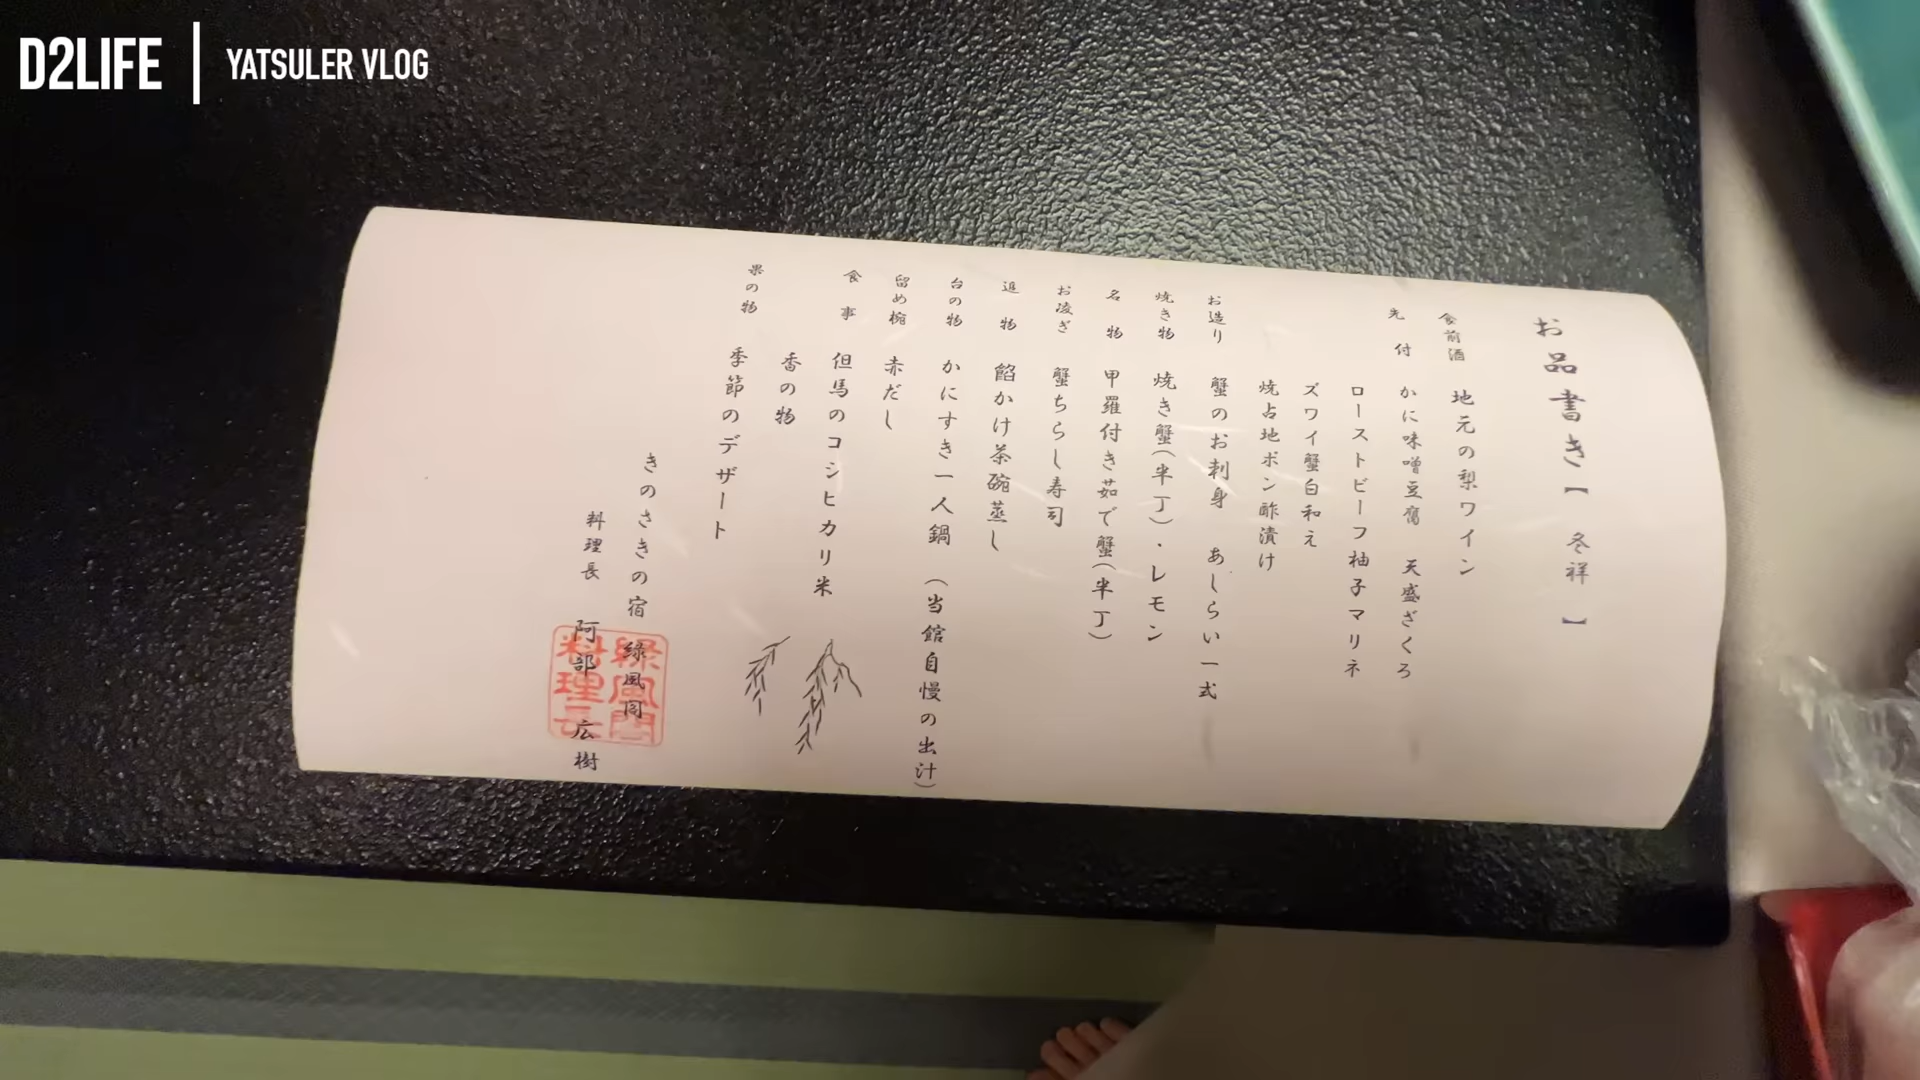 D2LIFE
YATSULER VLOG
お品書き【 冬祥 】
食前酒 地元の梨ワイン
先付 かに味噌豆腐 天盛ざくろ
ローストビーフ柚子マリネ
ズワイ蟹白和え
焼占地ポン酢漬け
お造り 蟹のお刺身 あしらい一式
焼き物 焼き蟹(半丁)・レモン
名物 甲羅付き茹で蟹(半丁)
お凌ぎ 蟹ちらし寿司
進物 餡かけ茶碗蒸し
台の物 かにすき一人鍋 (当館自慢の出汁)
留め椀 赤だし
食事 但馬のコシヒカリ米
香の物
果の物 季節のデザート
きのさきの宿 緑風閣
料理長 阿部 広樹
緑風閣
料理長